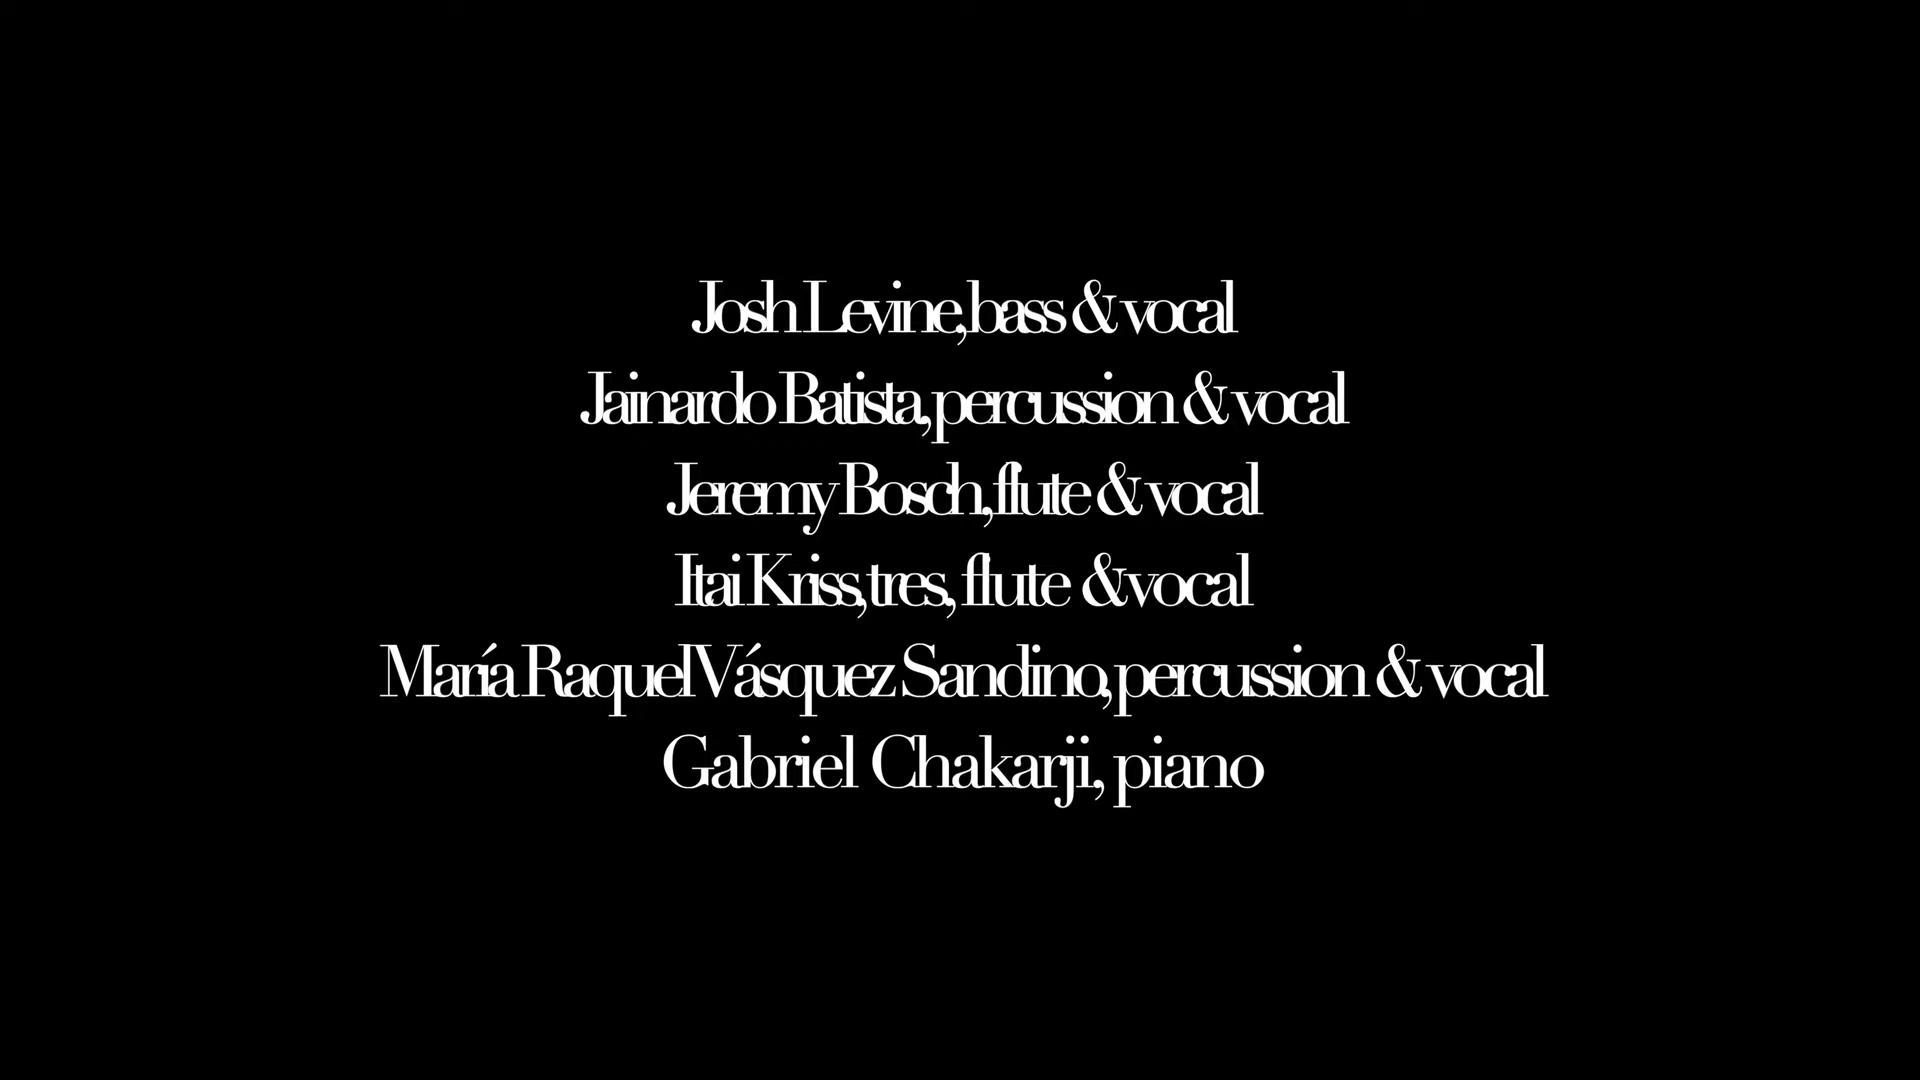 Josh Levine, bass & vocal
Jainardo Batista, percussion & vocal
Jeremy Bosch, flute & vocal
Itai Kriss, tres, flute & vocal
María Raquel Vásquez Sandino, percussion & vocal
Gabriel Chakarji, piano